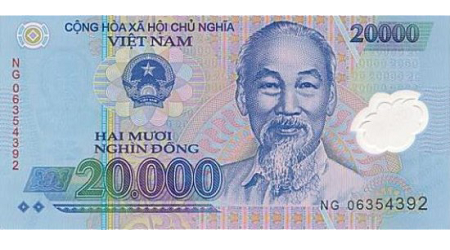 CỘNG HÒA XÃ HỘI CHỦ NGHĨA
VIỆT NAM
20000
NG 06354392
HAI MƯƠI
NGHÌN ĐỒNG
20.000
NG 06354392